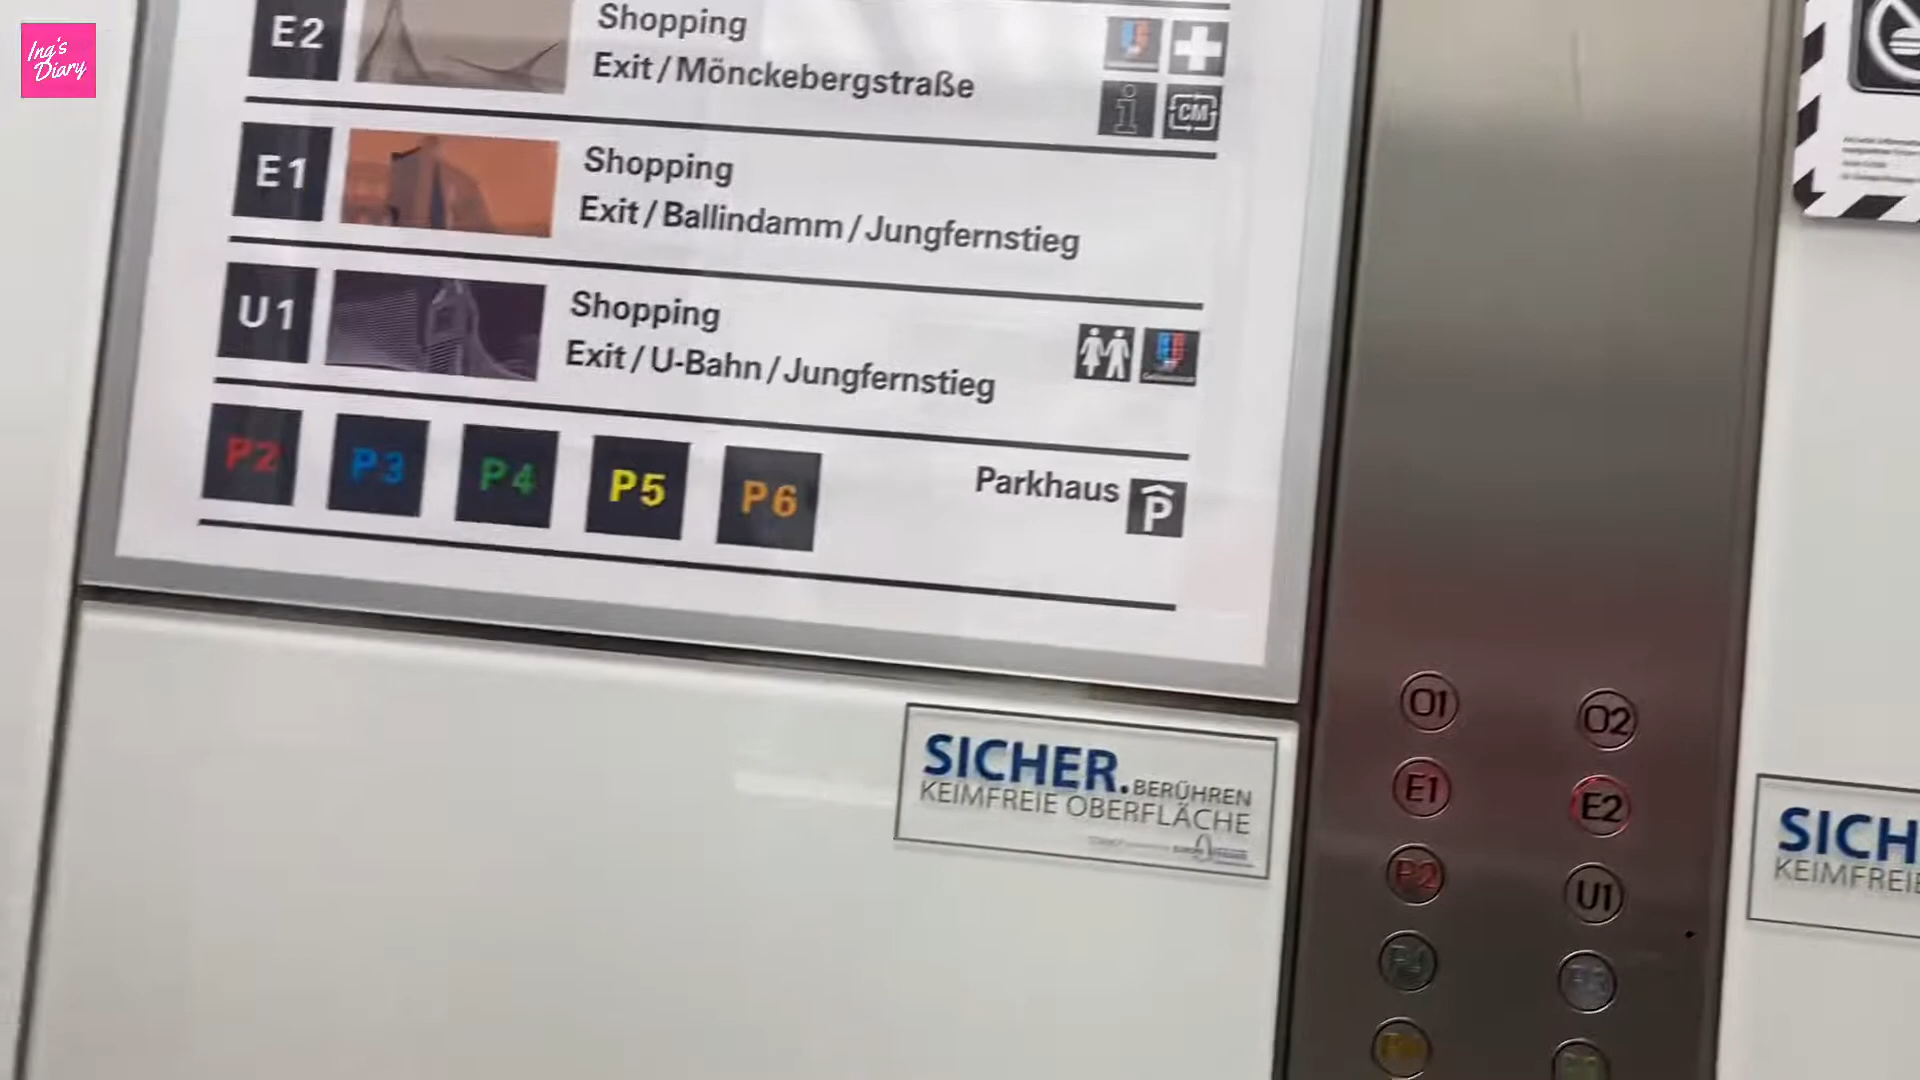 Ing's
Diary
E2
Shopping
Exit / Mönckebergstraße
i
CM
E1
Shopping
Exit / Ballindamm / Jungfernstieg
U1
Shopping
Exit / U-Bahn / Jungfernstieg
P2 P3 P4 P5 P6
Parkhaus P
SICHER. BERÜHREN
KEIMFREIE OBERFLÄCHE
O1 O2
E1 E2
P2 U1
SICH
KEIMFREIE